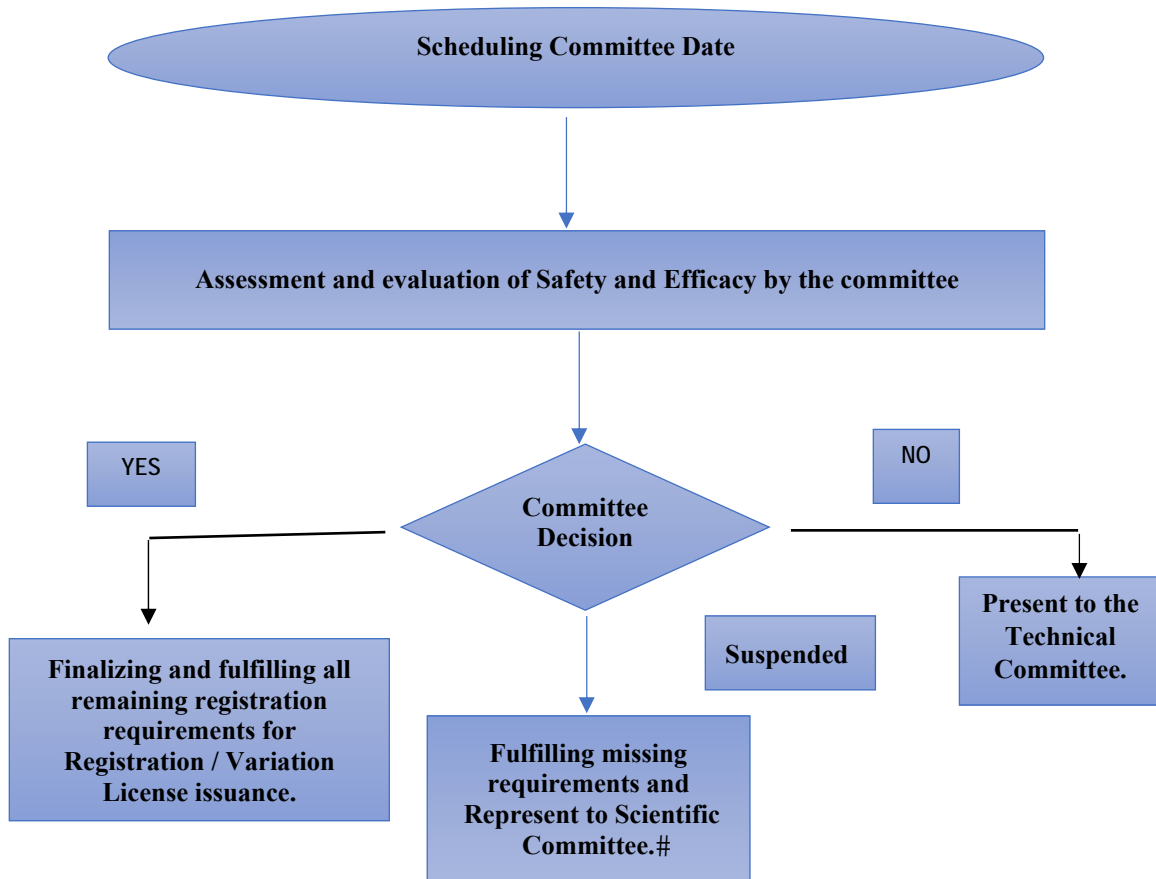 Scheduling Committee Date
Assessment and evaluation of Safety and Efficacy by the committee
YES
NO
Committee
Decision
Suspended
Present to the
Technical
Committee.
Finalizing and fulfilling all
remaining registration
requirements for
Registration / Variation
License issuance.
Fulfilling missing
requirements and
Represent to Scientific
Committee.#